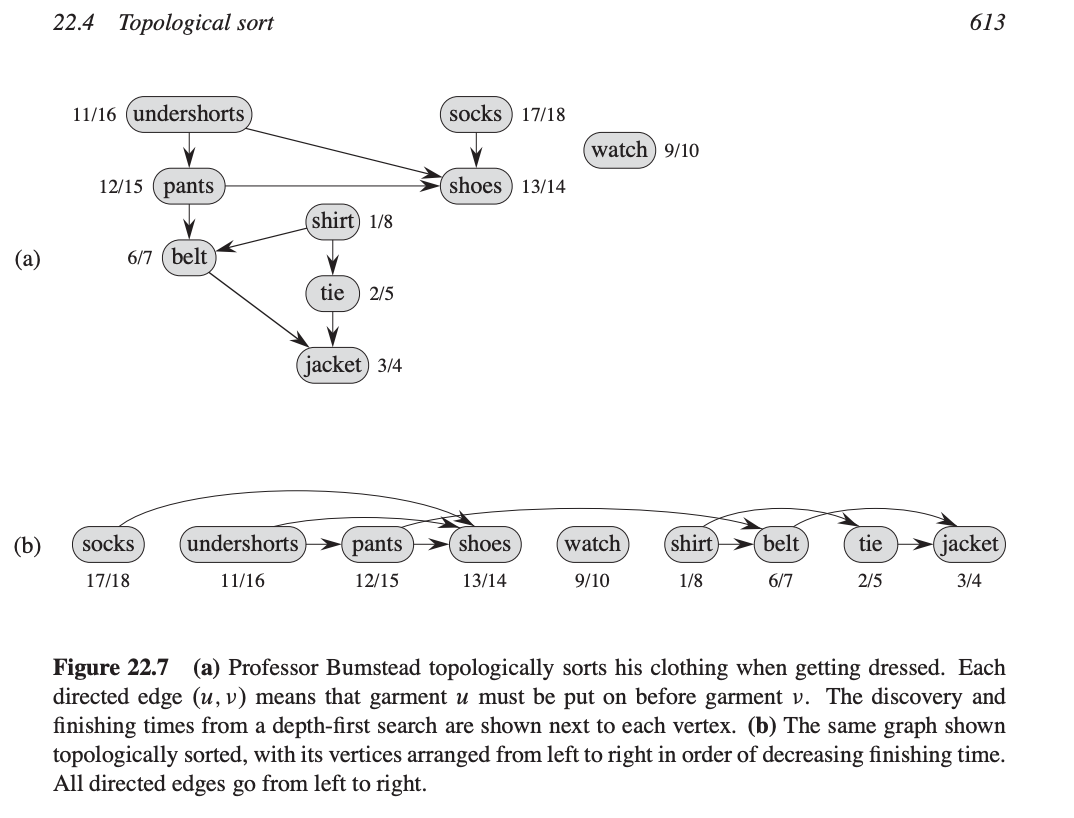 22.4 Topological sort 613
11/16 undershorts socks 17/18
watch 9/10
12/15 pants shoes 13/14
shirt 1/8
(a) 6/7 belt
tie 2/5
jacket 3/4
(b) socks undershorts pants shoes watch shirt belt tie jacket
17/18 11/16 12/15 13/14 9/10 1/8 6/7 2/5 3/4
Figure 22.7 (a) Professor Bumstead topologically sorts his clothing when getting dressed. Each
directed edge (u, v) means that garment u must be put on before garment v. The discovery and
finishing times from a depth-first search are shown next to each vertex. (b) The same graph shown
topologically sorted, with its vertices arranged from left to right in order of decreasing finishing time.
All directed edges go from left to right.